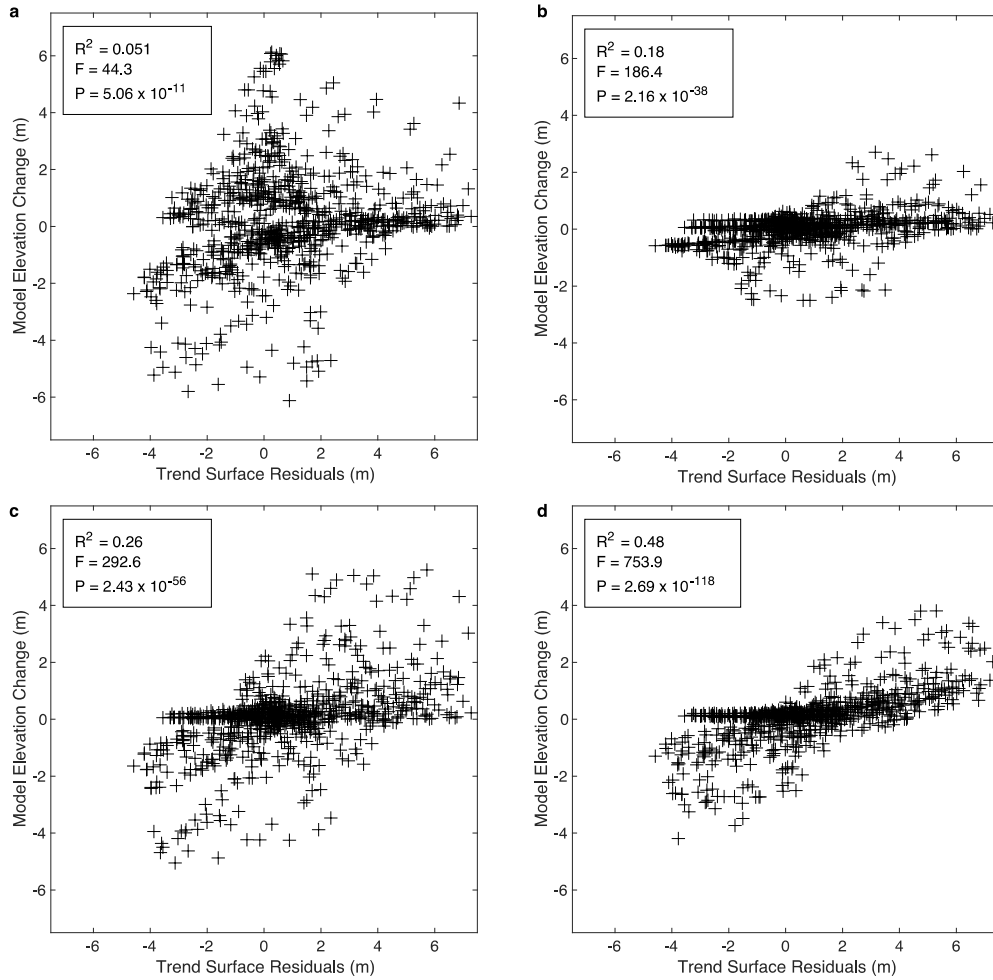 a
R² = 0.051
F = 44.3
P = 5.06 x 10⁻¹¹
6
4
2
0
-2
-4
-6
Model Elevation Change (m)
-6 -4 -2 0 2 4 6
Trend Surface Residuals (m)
b
R² = 0.18
F = 186.4
P = 2.16 x 10⁻³⁸
6
4
2
0
-2
-4
-6
Model Elevation Change (m)
-6 -4 -2 0 2 4 6
Trend Surface Residuals (m)
c
R² = 0.26
F = 292.6
P = 2.43 x 10⁻⁵⁶
6
4
2
0
-2
-4
-6
Model Elevation Change (m)
-6 -4 -2 0 2 4 6
Trend Surface Residuals (m)
d
R² = 0.48
F = 753.9
P = 2.69 x 10⁻¹¹⁸
6
4
2
0
-2
-4
-6
Model Elevation Change (m)
-6 -4 -2 0 2 4 6
Trend Surface Residuals (m)